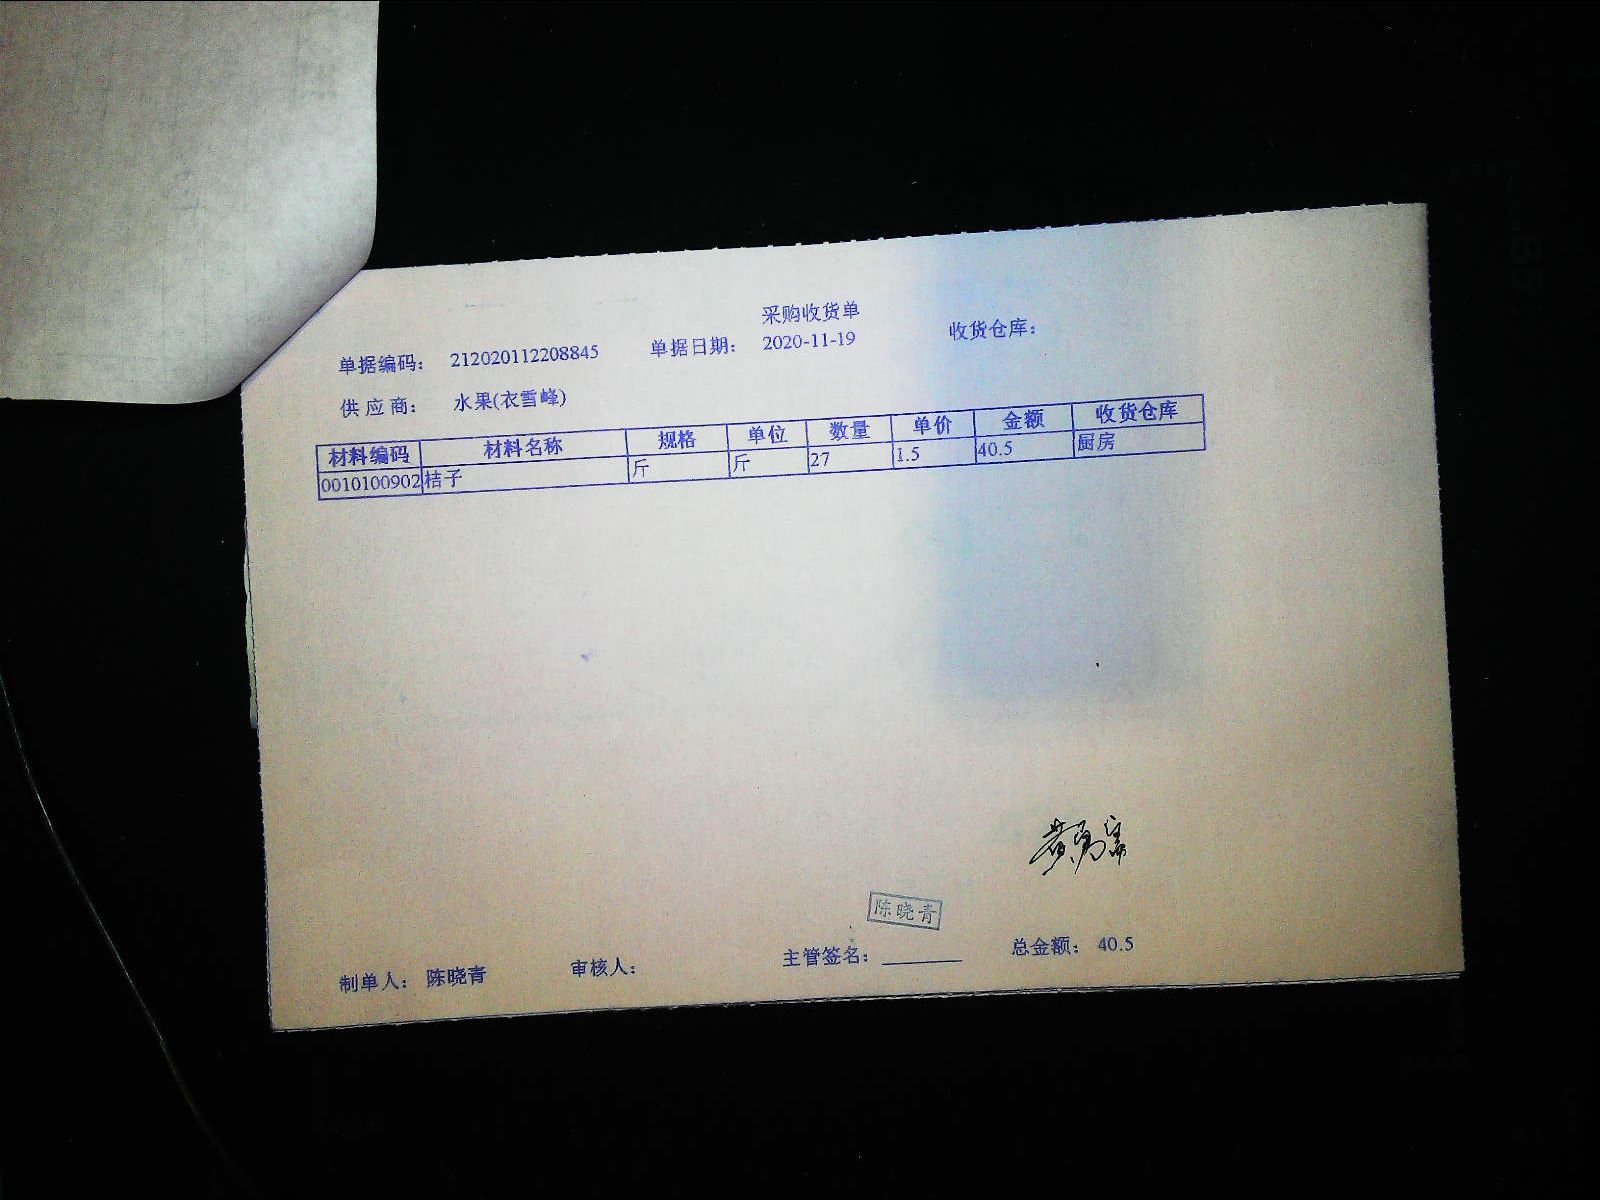 采购收货单
单据编码： 212020112208845 单据日期： 2020-11-19 收货仓库：
供应商： 水果(衣雪峰)
材料编码 材料名称 规格 单位 数量 单价 金额 收货仓库
0010100902 桔子 斤 斤 27 1.5 40.5 厨房
陈晓青
制单人： 陈晓青 审核人： 主管签名： 总金额： 40.5